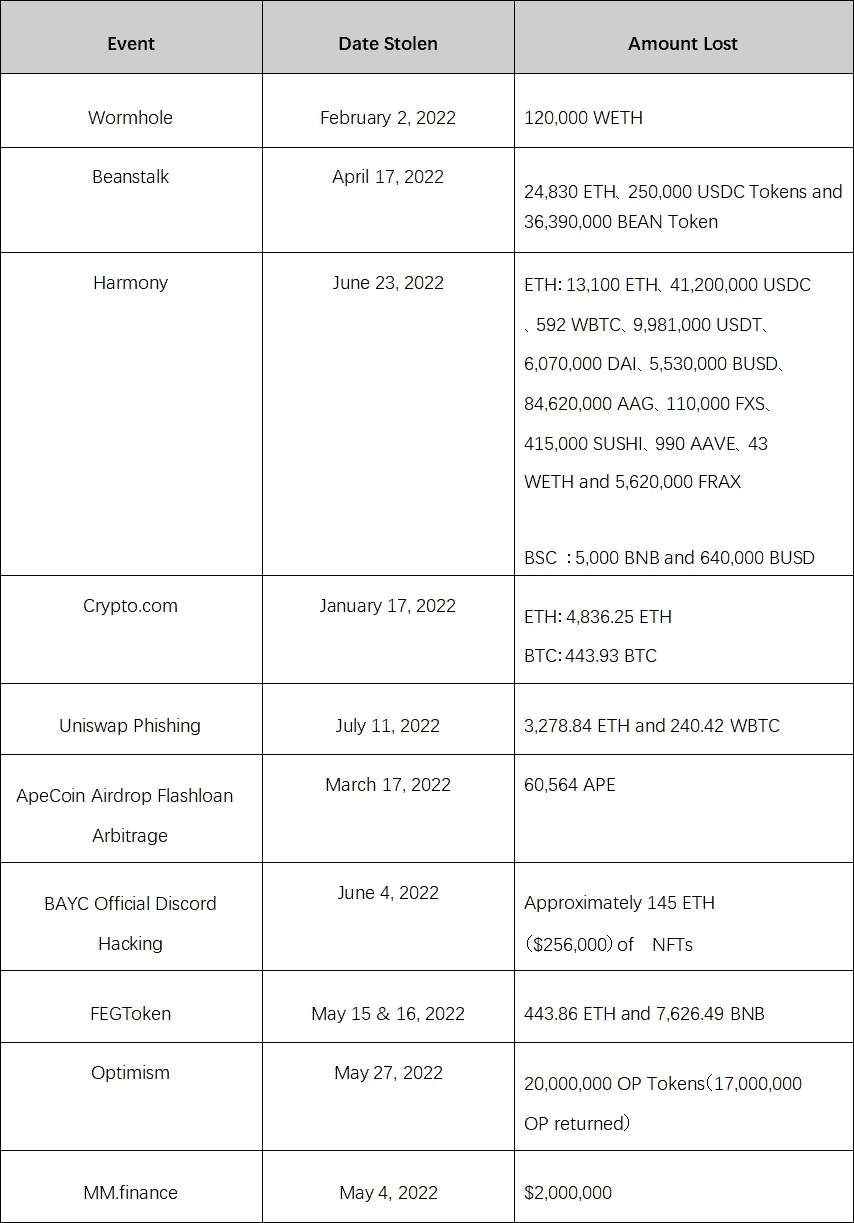 Event Date Stolen Amount Lost
Wormhole February 2, 2022 120,000 WETH
Beanstalk April 17, 2022
24,830 ETH、250,000 USDC Tokens and
36,390,000 BEAN Token
Harmony June 23, 2022 ETH: 13,100 ETH、41,200,000 USDC
、592 WBTC、9,981,000 USDT、
6,070,000 DAI、5,530,000 BUSD、
84,620,000 AAG、110,000 FXS、
415,000 SUSHI、990 AAVE、43
WETH and 5,620,000 FRAX
BSC : 5,000 BNB and 640,000 BUSD
Crypto.com January 17, 2022
ETH: 4,836.25 ETH
BTC: 443.93 BTC
Uniswap Phishing July 11, 2022 3,278.84 ETH and 240.42 WBTC
ApeCoin Airdrop Flashloan
Arbitrage
March 17, 2022 60,564 APE
BAYC Official Discord
Hacking
June 4, 2022
Approximately 145 ETH
($256,000) of NFTs
FEGToken May 15 & 16, 2022 443.86 ETH and 7,626.49 BNB
Optimism May 27, 2022
20,000,000 OP Tokens(17,000,000
OP returned)
MM.finance May 4, 2022 $2,000,000